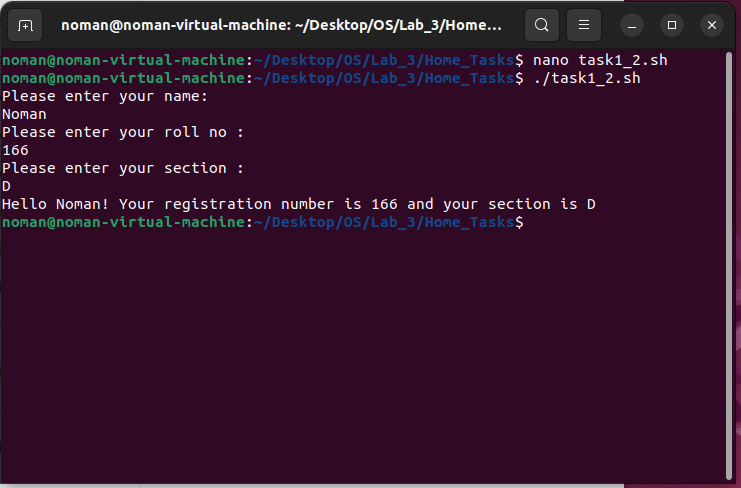 noman@noman-virtual-machine: ~/Desktop/OS/Lab_3/Home...
noman@noman-virtual-machine:~/Desktop/OS/Lab_3/Home_Tasks$ nano task1_2.sh
noman@noman-virtual-machine:~/Desktop/OS/Lab_3/Home_Tasks$ ./task1_2.sh
Please enter your name:
Noman
Please enter your roll no :
166
Please enter your section :
D
Hello Noman! Your registration number is 166 and your section is D
noman@noman-virtual-machine:~/Desktop/OS/Lab_3/Home_Tasks$